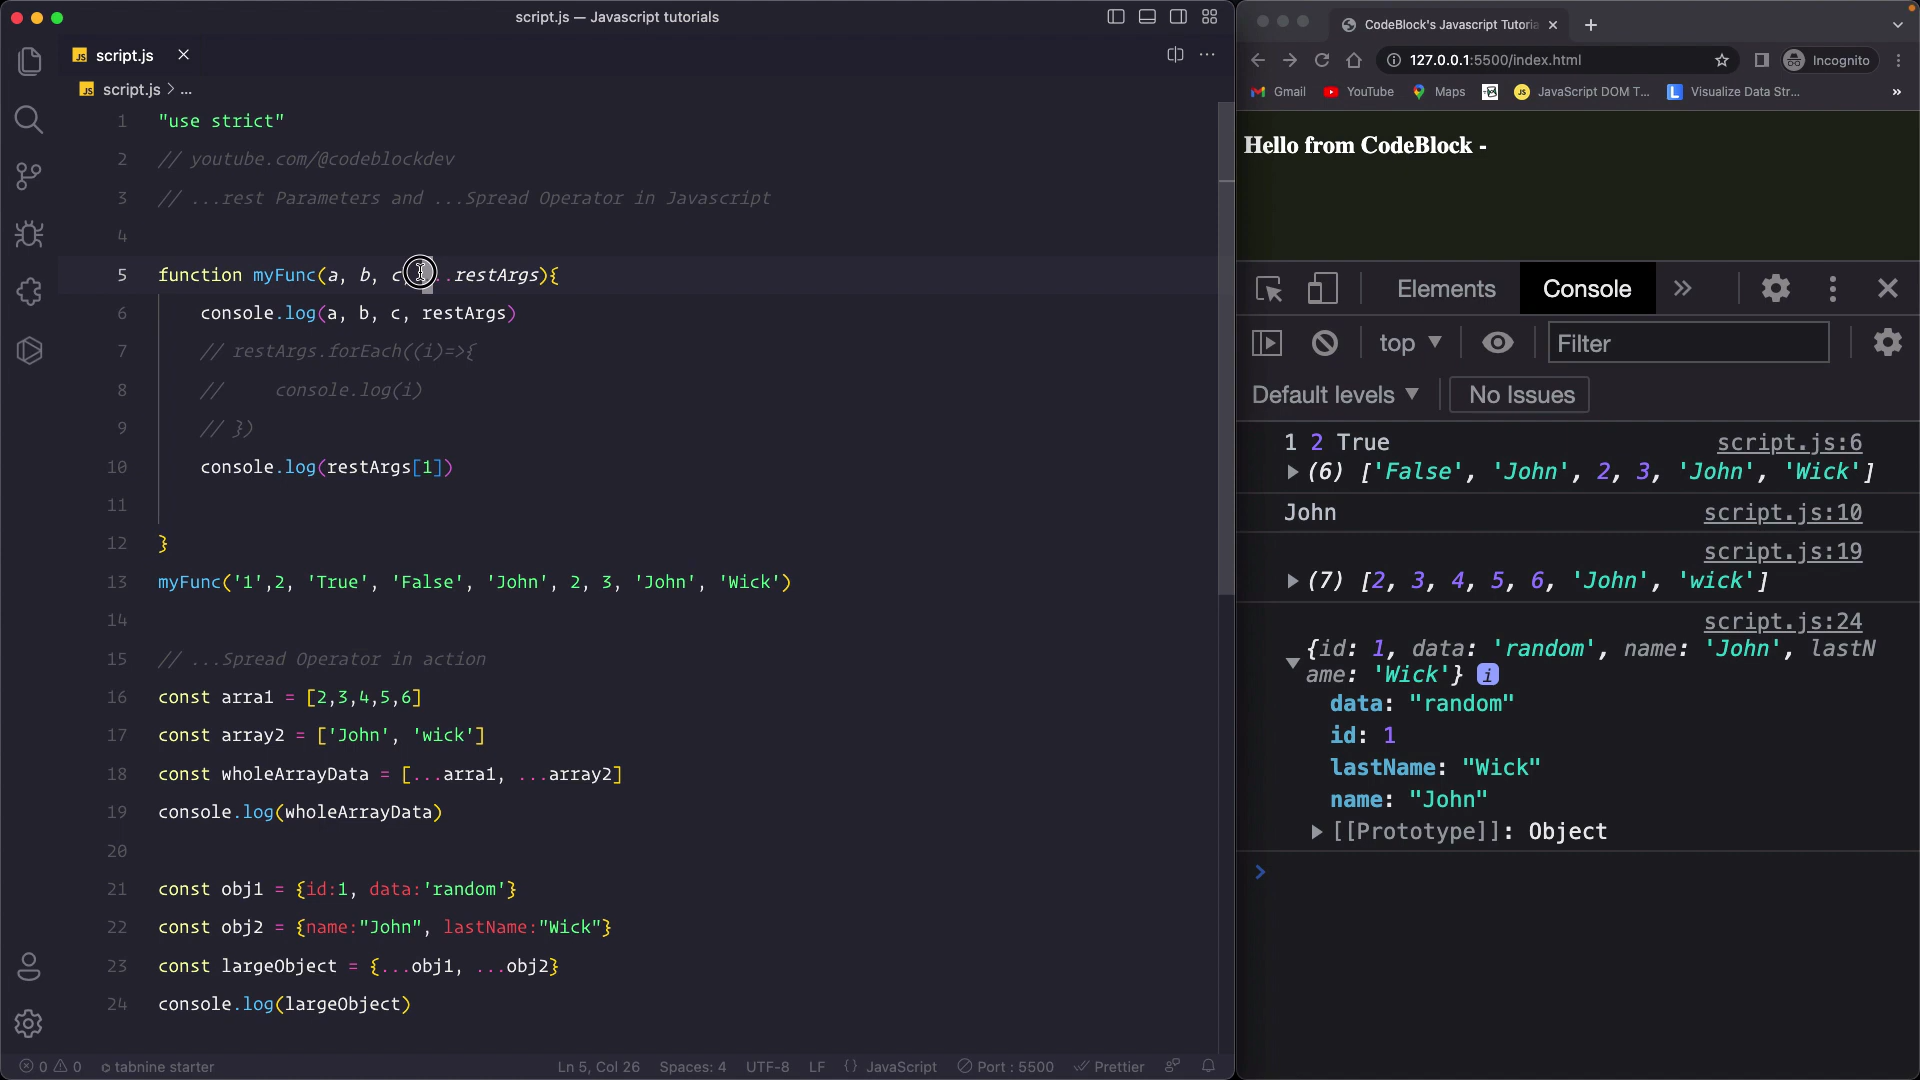 script.js — Javascript tutorials
script.js
script.js > ...
1 "use strict"
2 // youtube.com/@codeblockdev
3 // ...rest Parameters and ...Spread Operator in Javascript
4
5 function myFunc(a, b, c, ...restArgs){
6 console.log(a, b, c, restArgs)
7 // restArgs.forEach((i)=>{
8 // console.log(i)
9 // })
10 console.log(restArgs[1])
11
12 }
13 myFunc('1',2, 'True', 'False', 'John', 2, 3, 'John', 'Wick')
14
15 // ...Spread Operator in action
16 const arra1 = [2,3,4,5,6]
17 const array2 = ['John', 'wick']
18 const wholeArrayData = [...arra1, ...array2]
19 console.log(wholeArrayData)
20
21 const obj1 = {id:1, data:'random'}
22 const obj2 = {name:"John", lastName:"Wick"}
23 const largeObject = {...obj1, ...obj2}
24 console.log(largeObject)
0 0 tabnine starter Ln 5, Col 26 Spaces: 4 UTF-8 LF {} JavaScript Port : 5500 Prettier
CodeBlock's Javascript Tutoria
127.0.0.1:5500/index.html Incognito
Gmail YouTube Maps JavaScript DOM T... Visualize Data Str... »
Hello from CodeBlock -
Elements Console »
top Filter
Default levels No Issues
1 2 True script.js:6
(6) ['False', 'John', 2, 3, 'John', 'Wick']
John script.js:10
script.js:19
(7) [2, 3, 4, 5, 6, 'John', 'wick']
script.js:24
{id: 1, data: 'random', name: 'John', lastN
ame: 'Wick'} i
data: "random"
id: 1
lastName: "Wick"
name: "John"
[[Prototype]]: Object